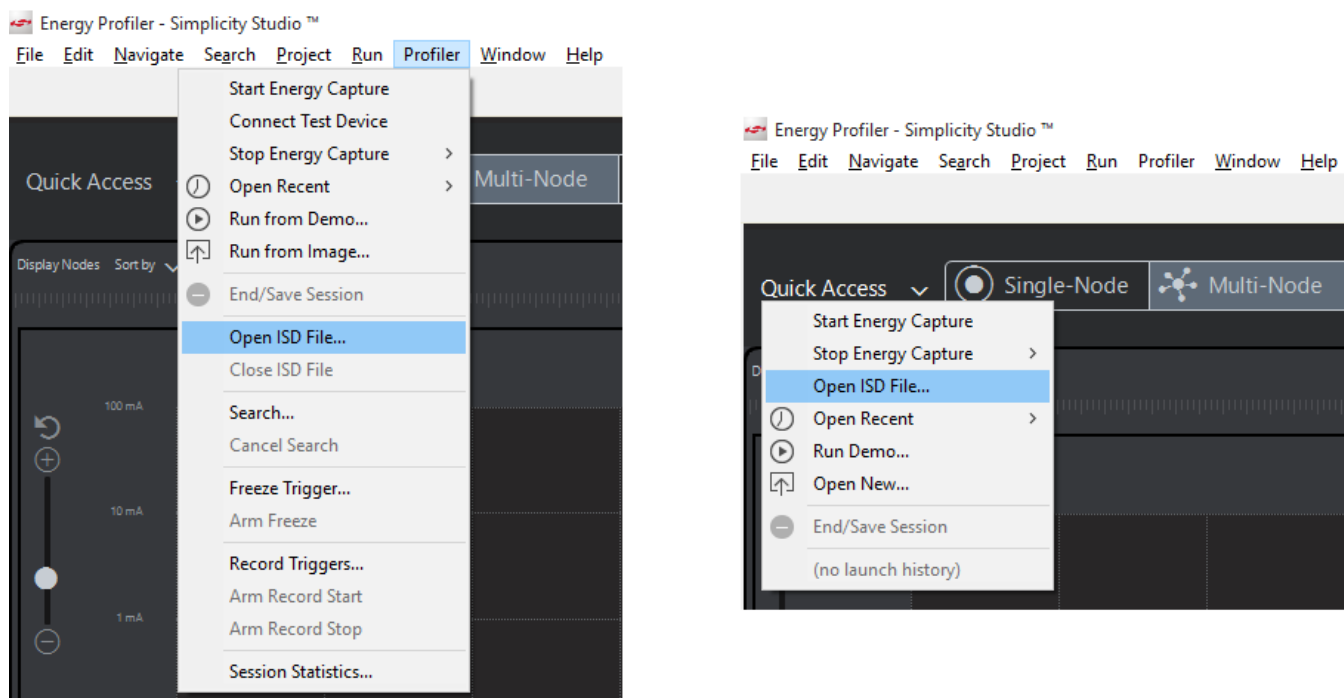 Energy Profiler - Simplicity Studio ™
File Edit Navigate Search Project Run Profiler Window Help
Start Energy Capture
Connect Test Device
Stop Energy Capture >
Quick Access
Multi-Node
Open Recent >
Run from Demo...
Run from Image...
Display Nodes Sort by
End/Save Session
Open ISD File...
Close ISD File
100 mA
Search...
Cancel Search
Freeze Trigger...
10 mA
Arm Freeze
Record Triggers...
Arm Record Start
1 mA
Arm Record Stop
Session Statistics...
Energy Profiler - Simplicity Studio ™
File Edit Navigate Search Project Run Profiler Window Help
Quick Access Single-Node Multi-Node
Start Energy Capture
Stop Energy Capture >
D
Open ISD File...
Open Recent >
Run Demo...
Open New...
End/Save Session
(no launch history)